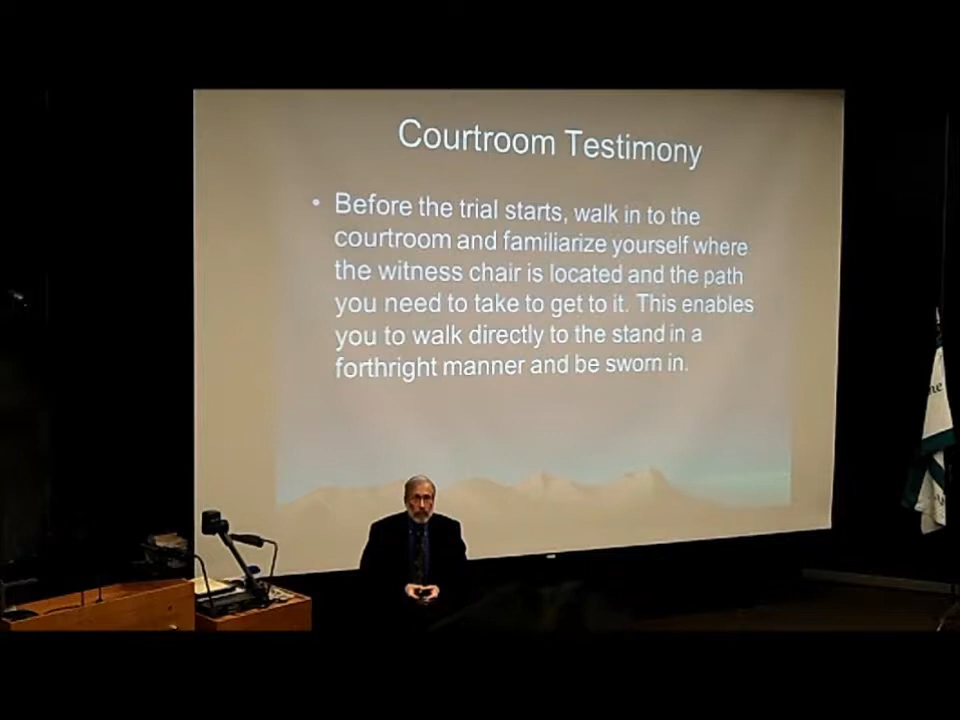 Courtroom Testimony
• Before the trial starts, walk in to the
courtroom and familiarize yourself where
the witness chair is located and the path
you need to take to get to it. This enables
you to walk directly to the stand in a
forthright manner and be sworn in.